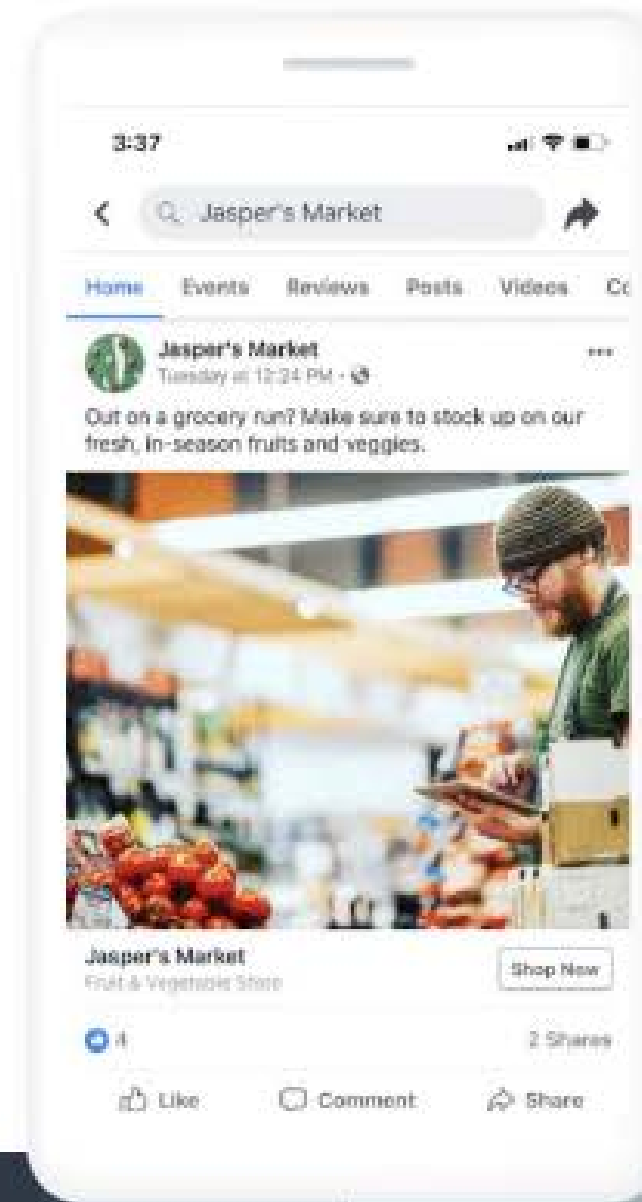 3:37
Jasper's Market
Home Events Reviews Posts Videos Co
Jasper's Market
Tuesday at 12:24 PM
Out on a grocery run? Make sure to stock up on our
fresh, in-season fruits and veggies.
Jasper's Market
Fruit & Vegetable Store
Shop Now
4
2 Shares
Like Comment Share